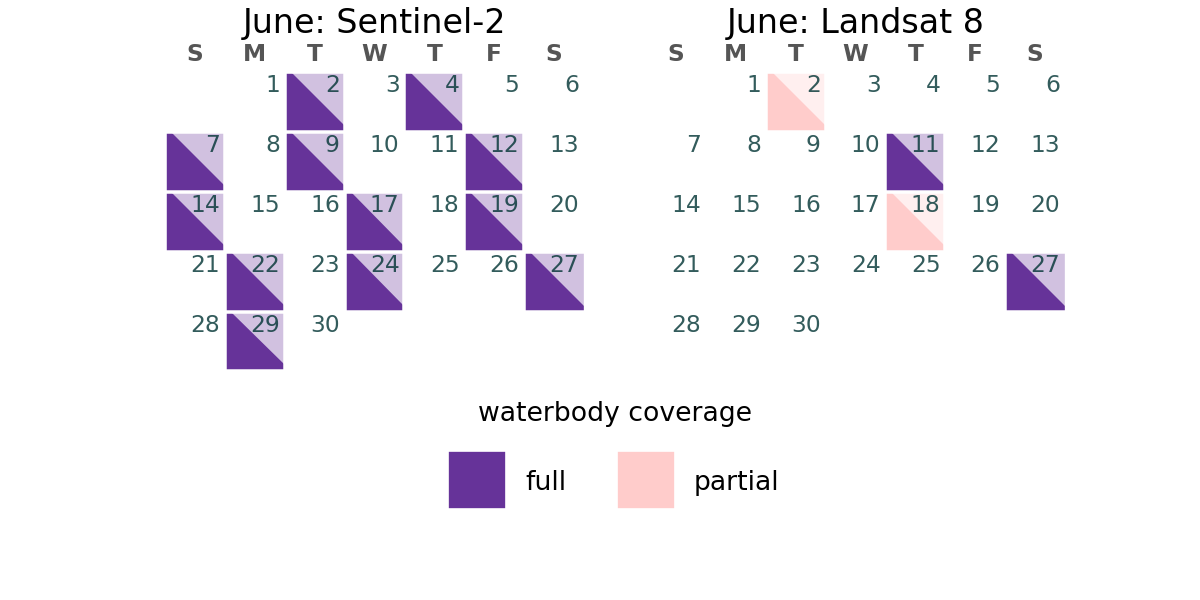 June: Sentinel-2
S M T W T F S
1 2 3 4 5 6
7 8 9 10 11 12 13
14 15 16 17 18 19 20
21 22 23 24 25 26 27
28 29 30
June: Landsat 8
S M T W T F S
1 2 3 4 5 6
7 8 9 10 11 12 13
14 15 16 17 18 19 20
21 22 23 24 25 26 27
28 29 30
waterbody coverage
full partial